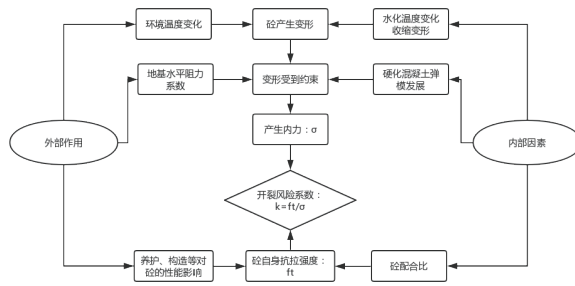 环境温度变化
砼产生变形
水化温度变化
收缩变形
地基水平阻力
系数
变形受到约束
硬化混凝土弹
模发展
产生内力：σ
外部作用
内部因素
开裂风险系数：
k=ft/σ
养护、构造等对
砼的性能影响
砼自身抗拉强度：
ft
砼配合比